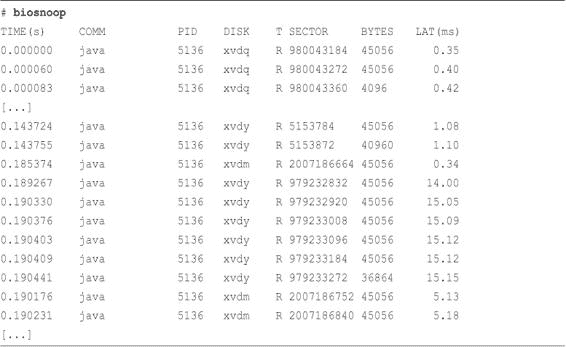 # biosnoop
TIME(s) COMM PID DISK T SECTOR BYTES LAT(ms)
0.000000 java 5136 xvdq R 980043184 45056 0.35
0.000060 java 5136 xvdq R 980043272 45056 0.40
0.000083 java 5136 xvdq R 980043360 4096 0.42
[...]
0.143724 java 5136 xvdy R 5153784 45056 1.08
0.143755 java 5136 xvdy R 5153872 40960 1.10
0.185374 java 5136 xvdm R 2007186664 45056 0.34
0.189267 java 5136 xvdy R 979232832 45056 14.00
0.190330 java 5136 xvdy R 979232920 45056 15.05
0.190376 java 5136 xvdy R 979233008 45056 15.09
0.190403 java 5136 xvdy R 979233096 45056 15.12
0.190409 java 5136 xvdy R 979233184 45056 15.12
0.190441 java 5136 xvdy R 979233272 36864 15.15
0.190176 java 5136 xvdm R 2007186752 45056 5.13
0.190231 java 5136 xvdm R 2007186840 45056 5.18
[...]